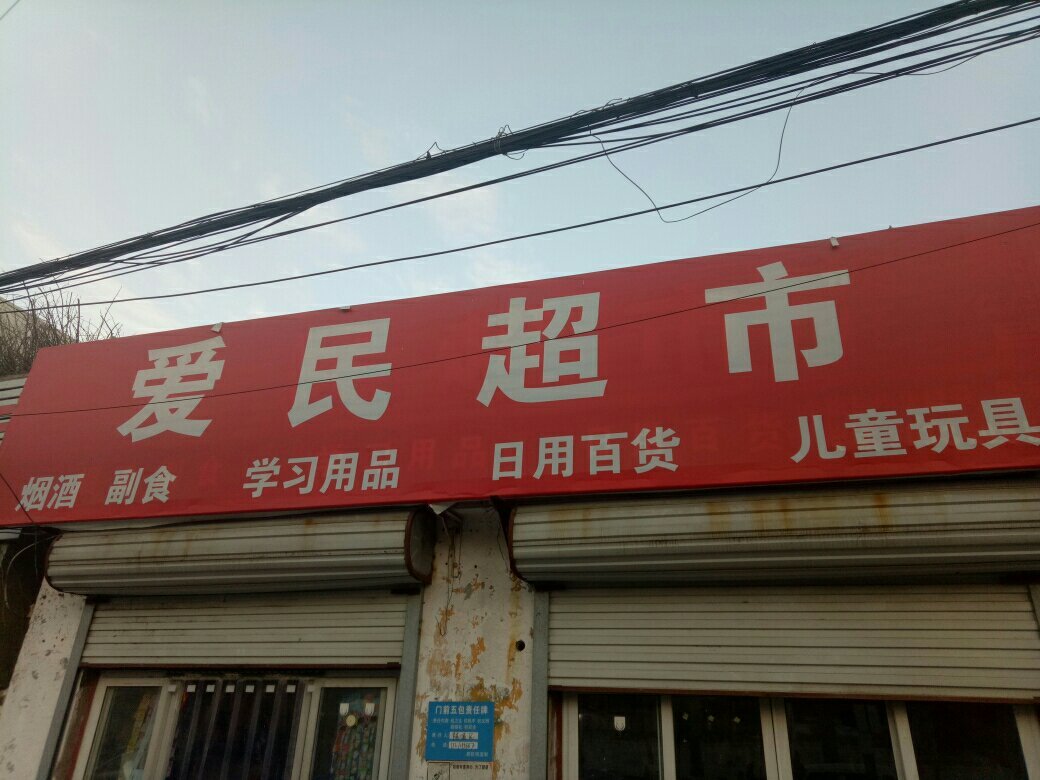 爱民超市
烟酒 副食 学习用品 日用百货 儿童玩具
门前五包责任牌